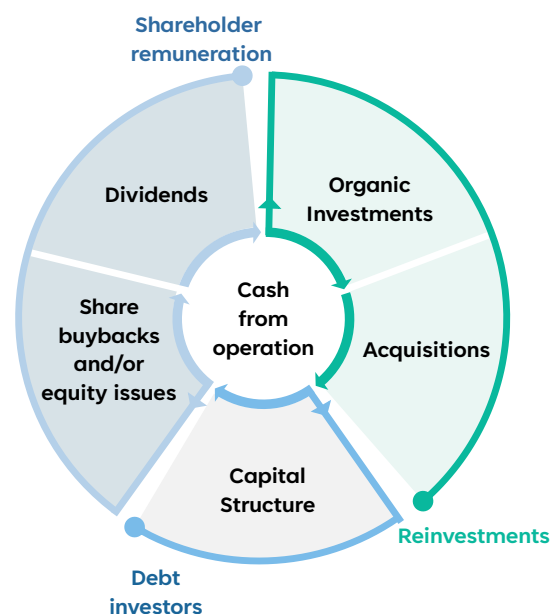 Shareholder
remuneration
Dividends
Organic
Investments
Share
buybacks
and/or
equity issues
Cash
from
operation
Acquisitions
Capital
Structure
Reinvestments
Debt
investors